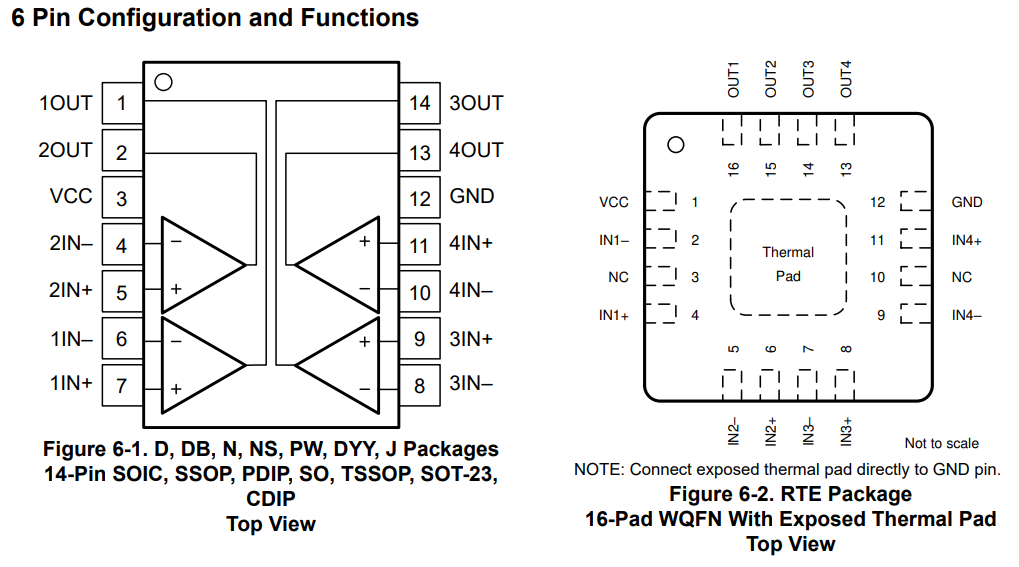 6 Pin Configuration and Functions
1OUT 1
2OUT 2
VCC 3
2IN– 4
2IN+ 5
1IN– 6
1IN+ 7
14 3OUT
13 4OUT
12 GND
11 4IN+
10 4IN–
9 3IN+
8 3IN–
– +
+ –
– +
+ –
Figure 6-1. D, DB, N, NS, PW, DYY, J Packages
14-Pin SOIC, SSOP, PDIP, SO, TSSOP, SOT-23,
CDIP
Top View
OUT1 OUT2 OUT3 OUT4
16 15 14 13
VCC 1
IN1– 2
NC 3
IN1+ 4
Thermal
Pad
12 GND
11 IN4+
10 NC
9 IN4–
5 6 7 8
IN2– IN2+ IN3– IN3+
Not to scale
NOTE: Connect exposed thermal pad directly to GND pin.
Figure 6-2. RTE Package
16-Pad WQFN With Exposed Thermal Pad
Top View